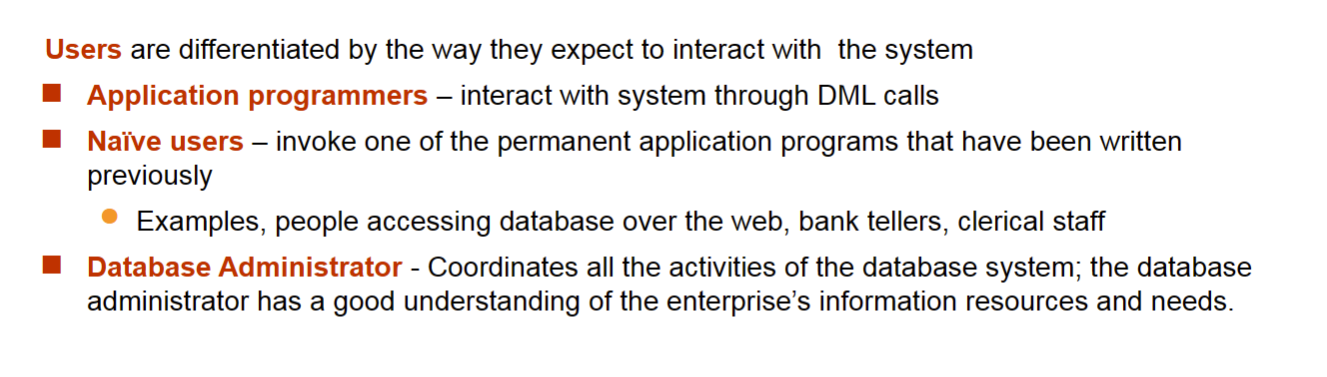 Users are differentiated by the way they expect to interact with  the system
Application programmers – interact with system through DML calls
Naïve users – invoke one of the permanent application programs that have been written
previously
Examples, people accessing database over the web, bank tellers, clerical staff
Database Administrator - Coordinates all the activities of the database system; the database
administrator has a good understanding of the enterprise’s information resources and needs.